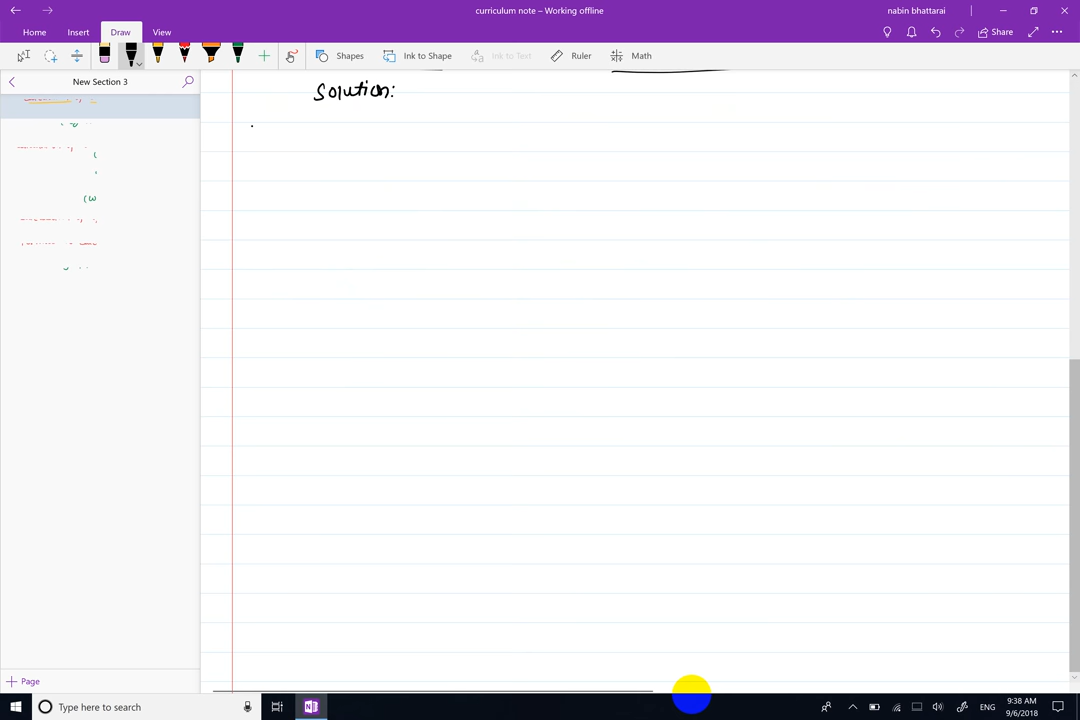 curriculum note – Working offline
nabin bhattarai
Home Insert Draw View
Share
Shapes Ink to Shape Ink to Text Ruler Math
New Section 3
Solution:
Page
Type here to search
ENG
9:38 AM
9/6/2018